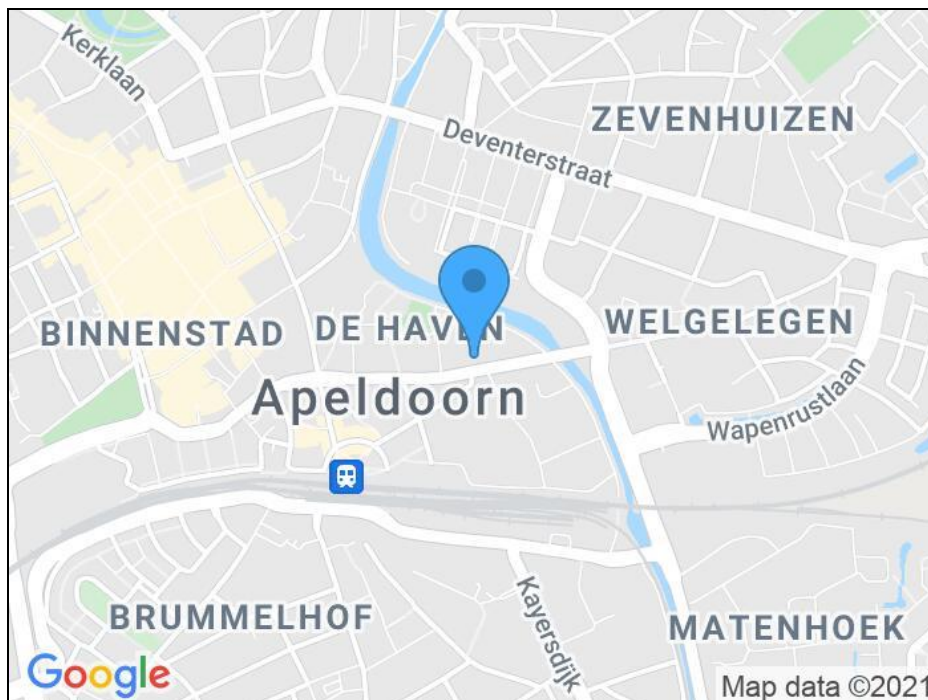 Kerklaan
ZEVENHUIZEN
Deventerstraat
BINNENSTAD
DE HAVEN
WELGELEGEN
Apeldoorn
Wapenrustlaan
Kayersdijk
BRUMMELHOF
MATENHOEK
Google
Map data ©2021